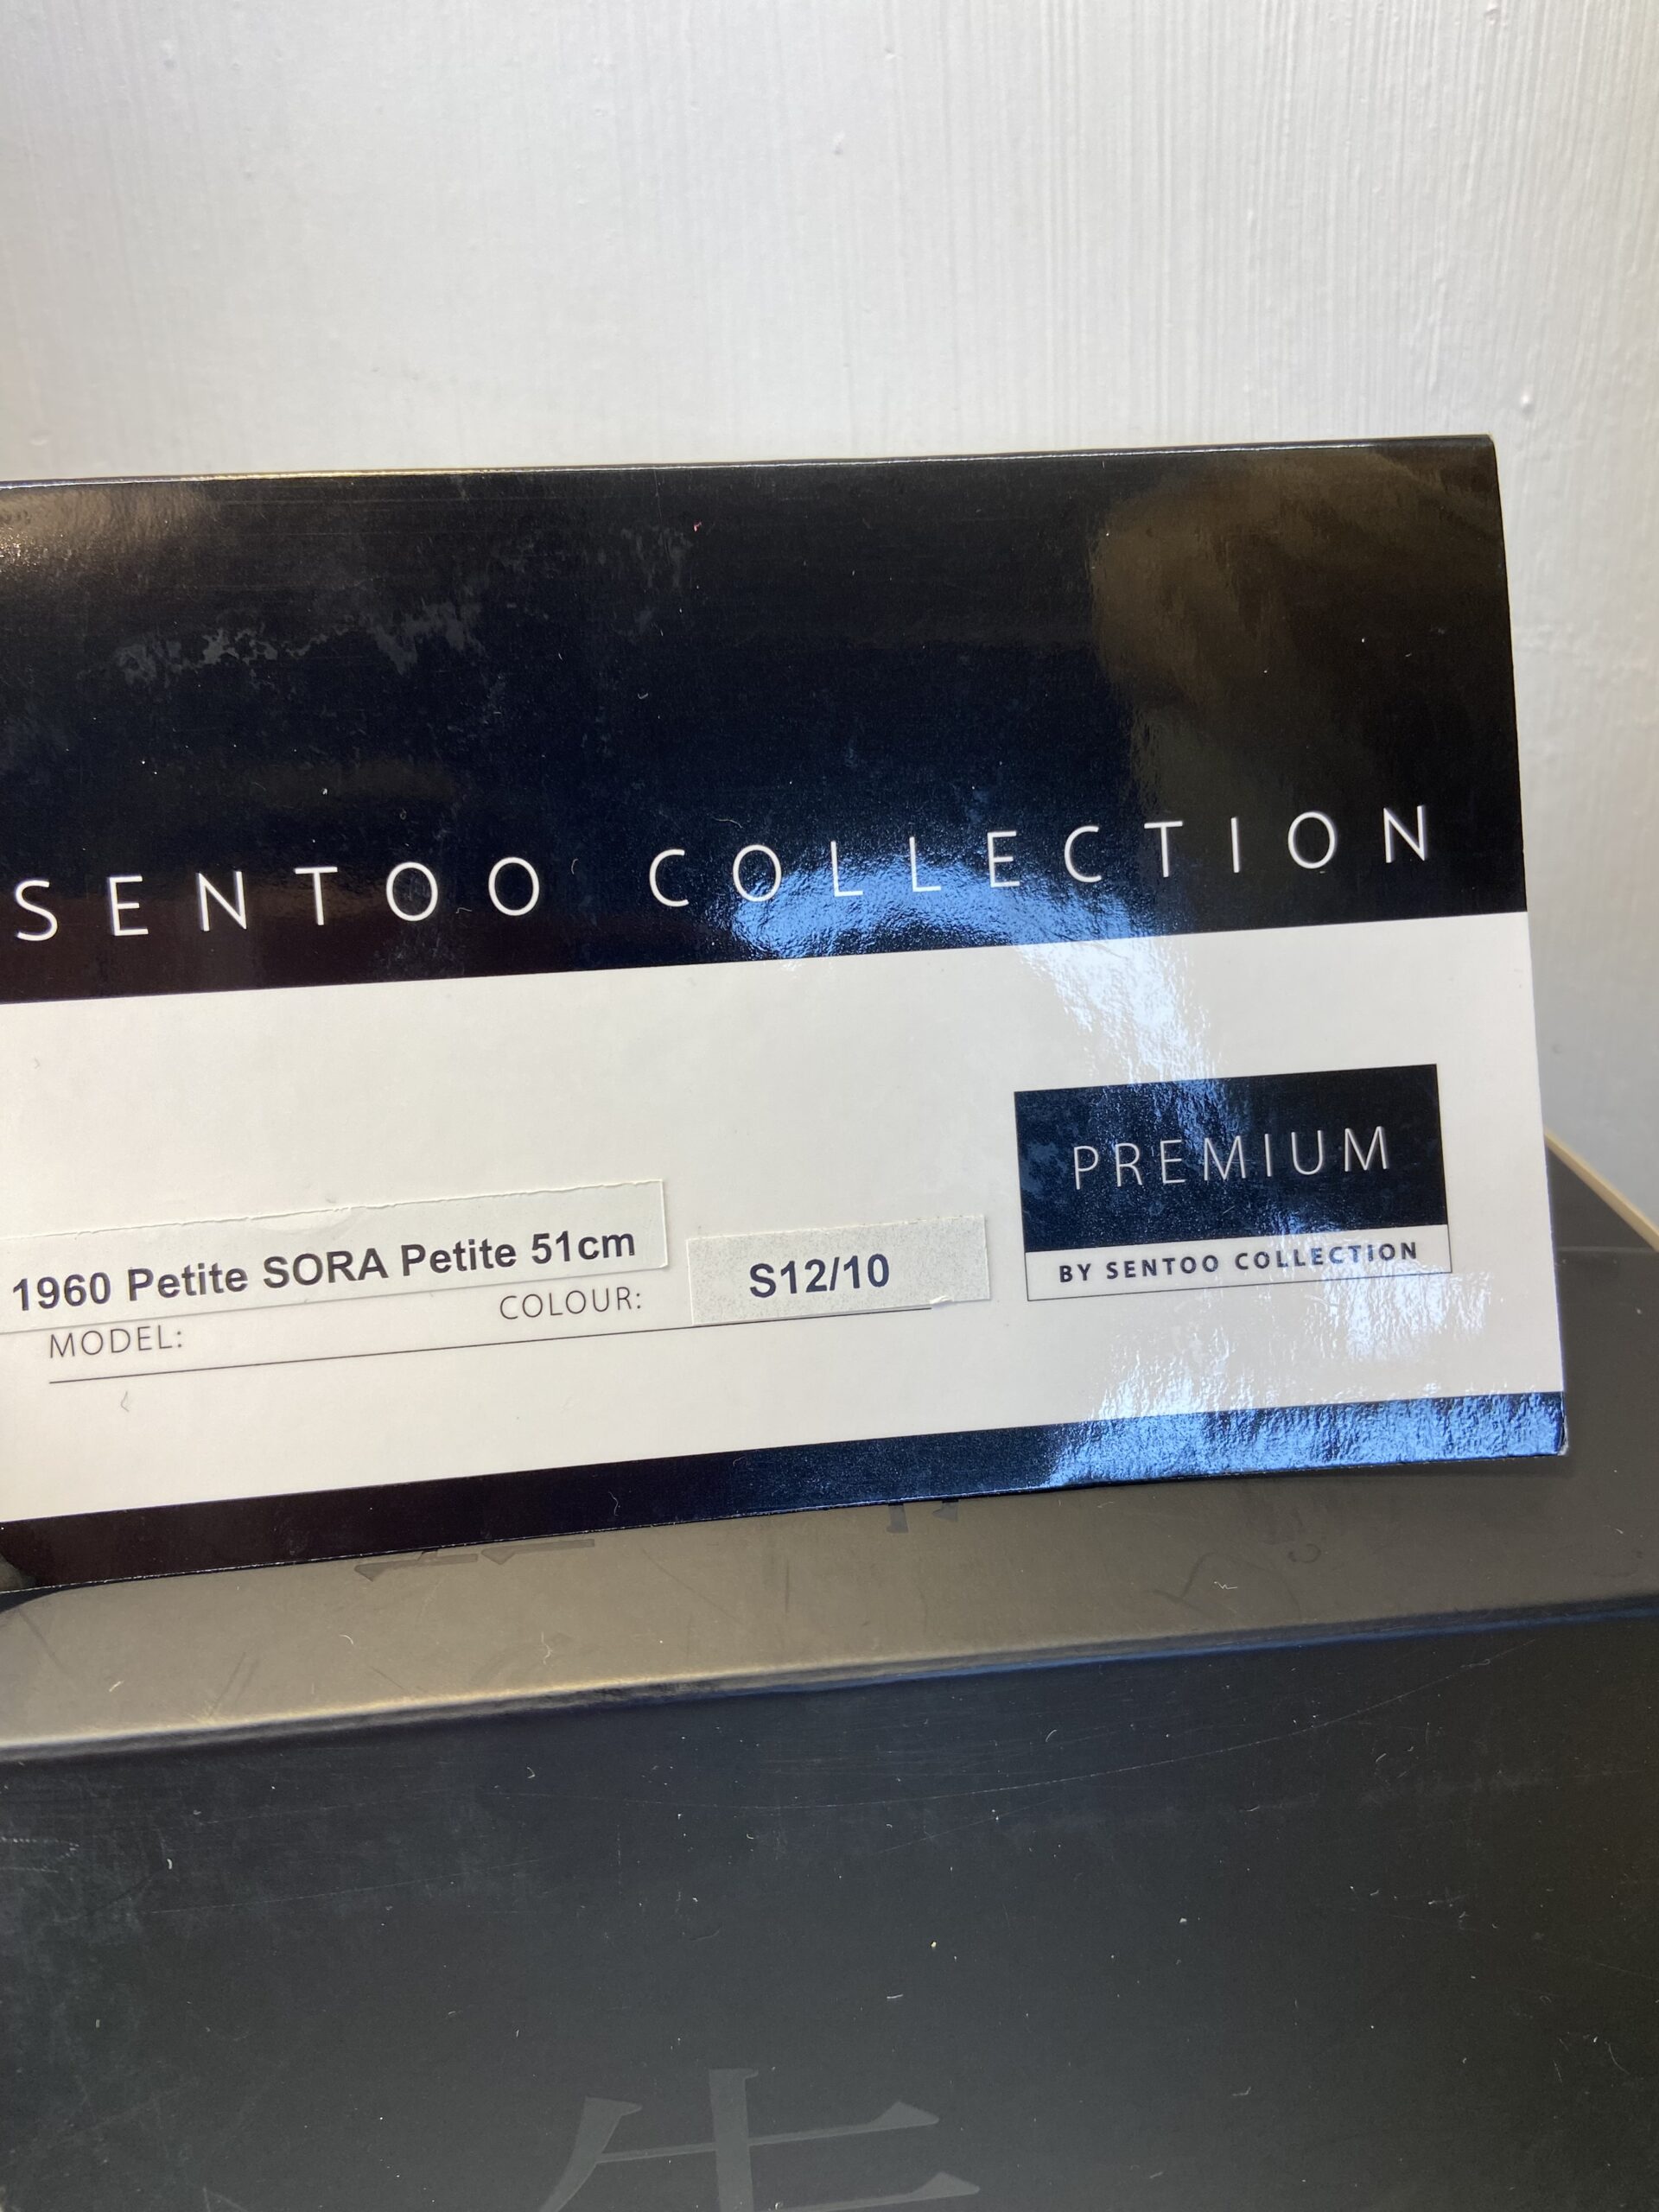 SENTOO COLLECTION
PREMIUM
BY SENTOO COLLECTION
1960 Petite SORA Petite 51cm
MODEL:
COLOUR:
S12/10